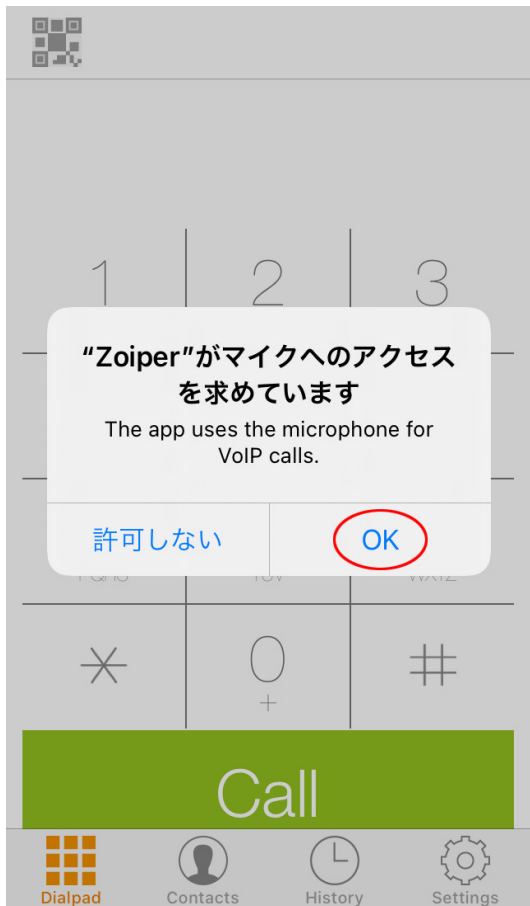 1
2
3
“Zoiper”がマイクへのアクセス
を求めています
The app uses the microphone for
VoIP calls.
許可しない
OK
0
+
#
Call
Dialpad
Contacts
History
Settings